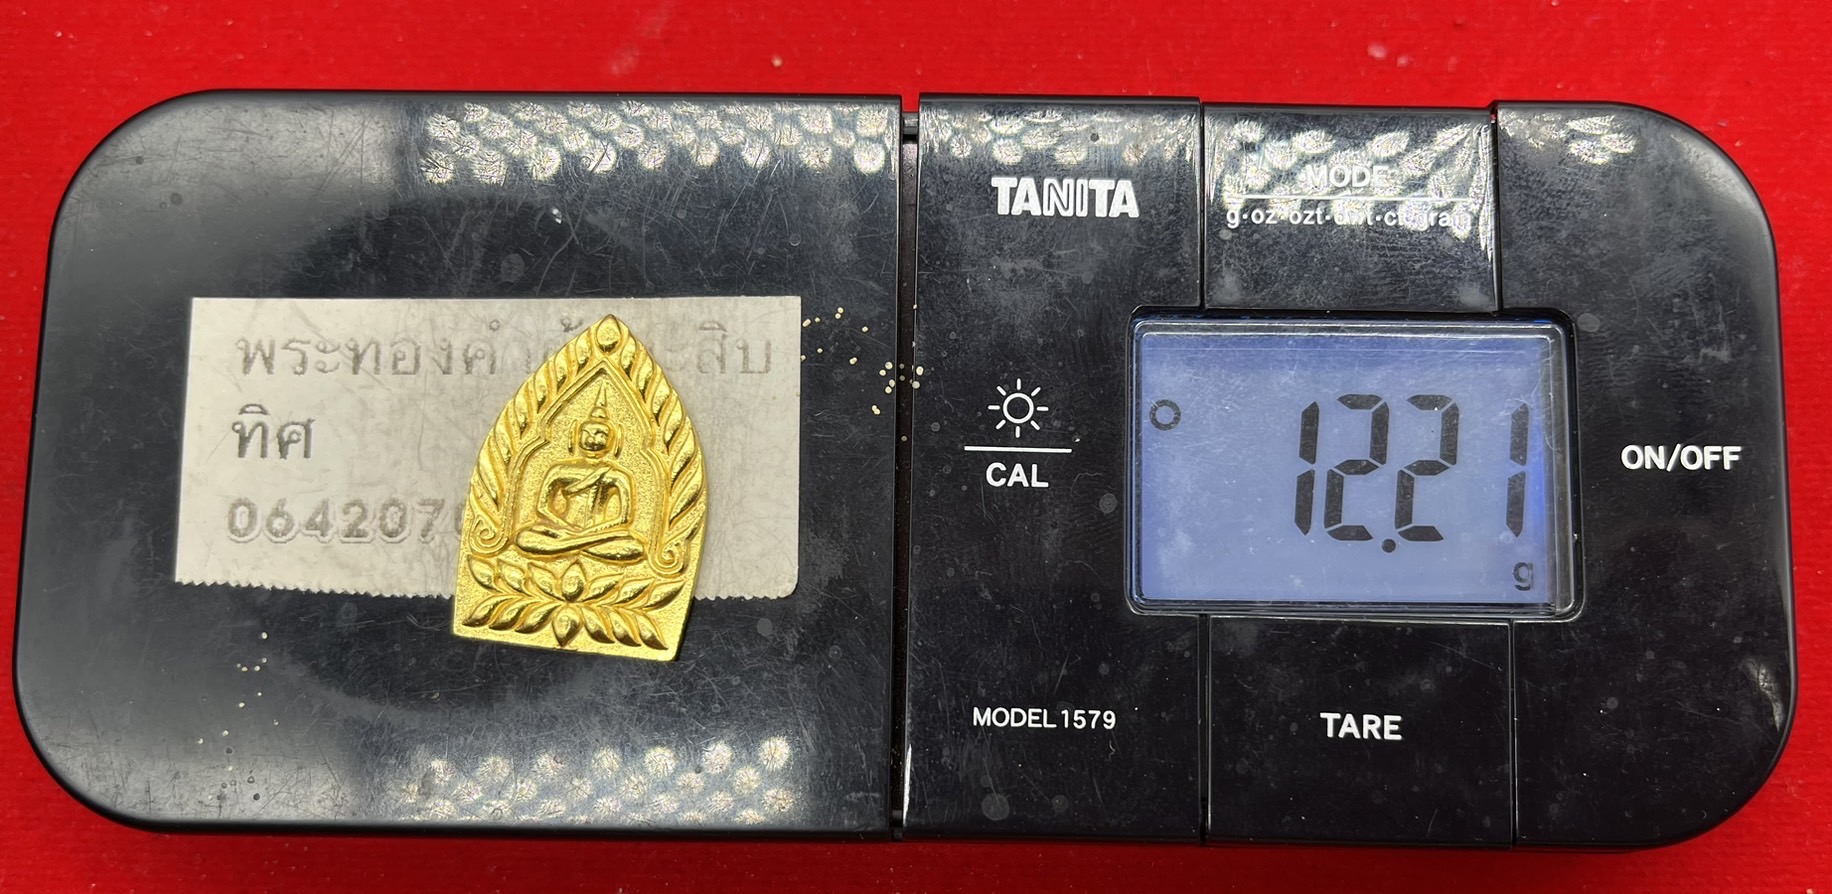 พระทองคำ
สิบ
ทิศ
064207
TANITA
MODE
g·oz·ozt·dwt·ct·grain
CAL
12.21
g
ON/OFF
MODEL 1579
TARE